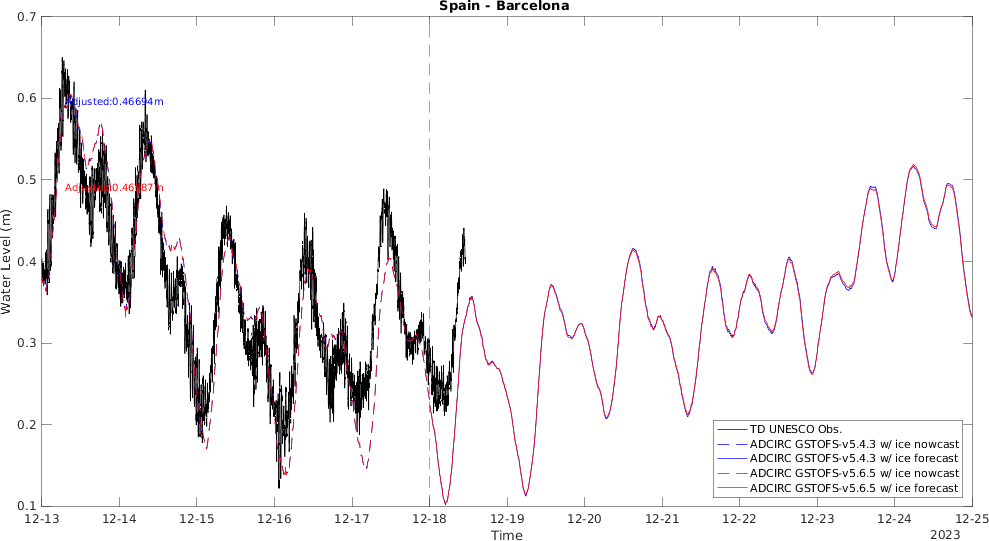 Spain - Barcelona
0.7
0.6
0.5
0.4
0.3
0.2
0.1
Water Level (m)
Adjusted:0.46694m
TD UNESCO Obs.
ADCIRC GSTOFS-v5.4.3 w/ ice nowcast
ADCIRC GSTOFS-v5.4.3 w/ ice forecast
ADCIRC GSTOFS-v5.6.5 w/ ice nowcast
ADCIRC GSTOFS-v5.6.5 w/ ice forecast
12-13 12-14 12-15 12-16 12-17 12-18 12-19 12-20 12-21 12-22 12-23 12-24 12-25
Time
2023